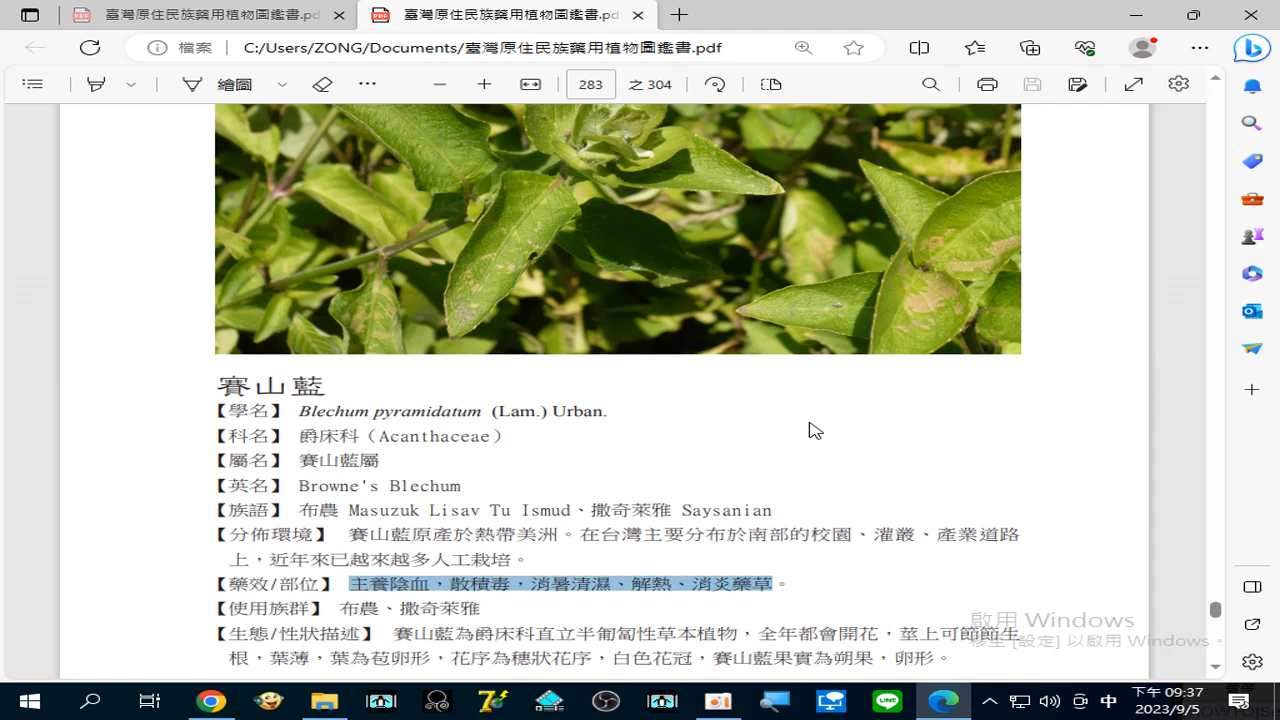 臺灣原住民族藥用植物圖鑑書.pd
臺灣原住民族藥用植物圖鑑書.pd
檔案
C:/Users/ZONG/Documents/臺灣原住民族藥用植物圖鑑書.pdf
繪圖
283 之 304
賽山藍
【學名】 Blechum pyramidatum (Lam.) Urban.
【科名】 爵床科（Acanthaceae）
【屬名】 賽山藍屬
【英名】 Browne's Blechum
【族語】 布農 Masuzuk Lisav Tu Ismud、撒奇萊雅 Saysanian
【分佈環境】 賽山藍原產於熱帶美洲。在台灣主要分布於南部的校園、灌叢、產業道路
上，近年來已越來越多人工栽培。
【藥效/部位】 主養陰血，散積毒，消暑清濕、解熱、消炎藥草。
【使用族群】 布農、撒奇萊雅
【生態/性狀描述】 賽山藍為爵床科直立半匍匐性草本植物，全年都會開花，莖上可節節生
根，葉薄，葉為苞卵形，花序為穗狀花序，白色花冠，賽山藍果實為朔果，卵形。
啟用 Windows
移至 [設定] 以啟用 Windows。
中
下午 09:37
2023/9/5